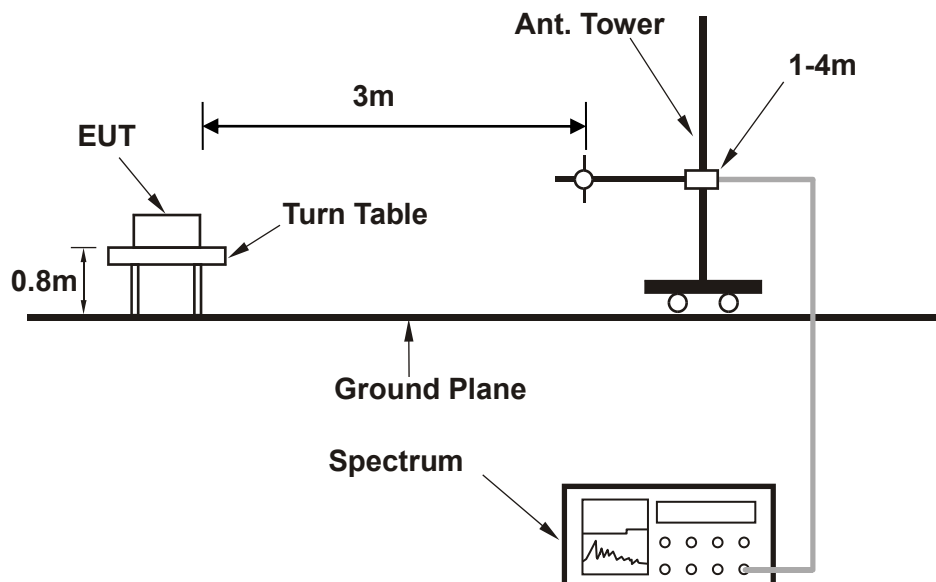 Ant. Tower
1-4m
3m
EUT
Turn Table
0.8m
Ground Plane
Spectrum